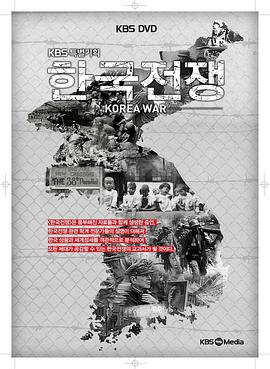 KBS DVD
KBS 특별기획
한국전쟁
KOREA WAR
THE 38th Parallel
《한국전쟁》은 풍부해진 자료들과 함께 생생한 증언,
한국전쟁 관련 학계 전문가들의 설명이 더해져
한국 상황과 세계정세를 객관적으로 분석하여
모든 세대가 공감할 수 있는 한국전쟁의 교과서가 될 것이다.
KBS Media